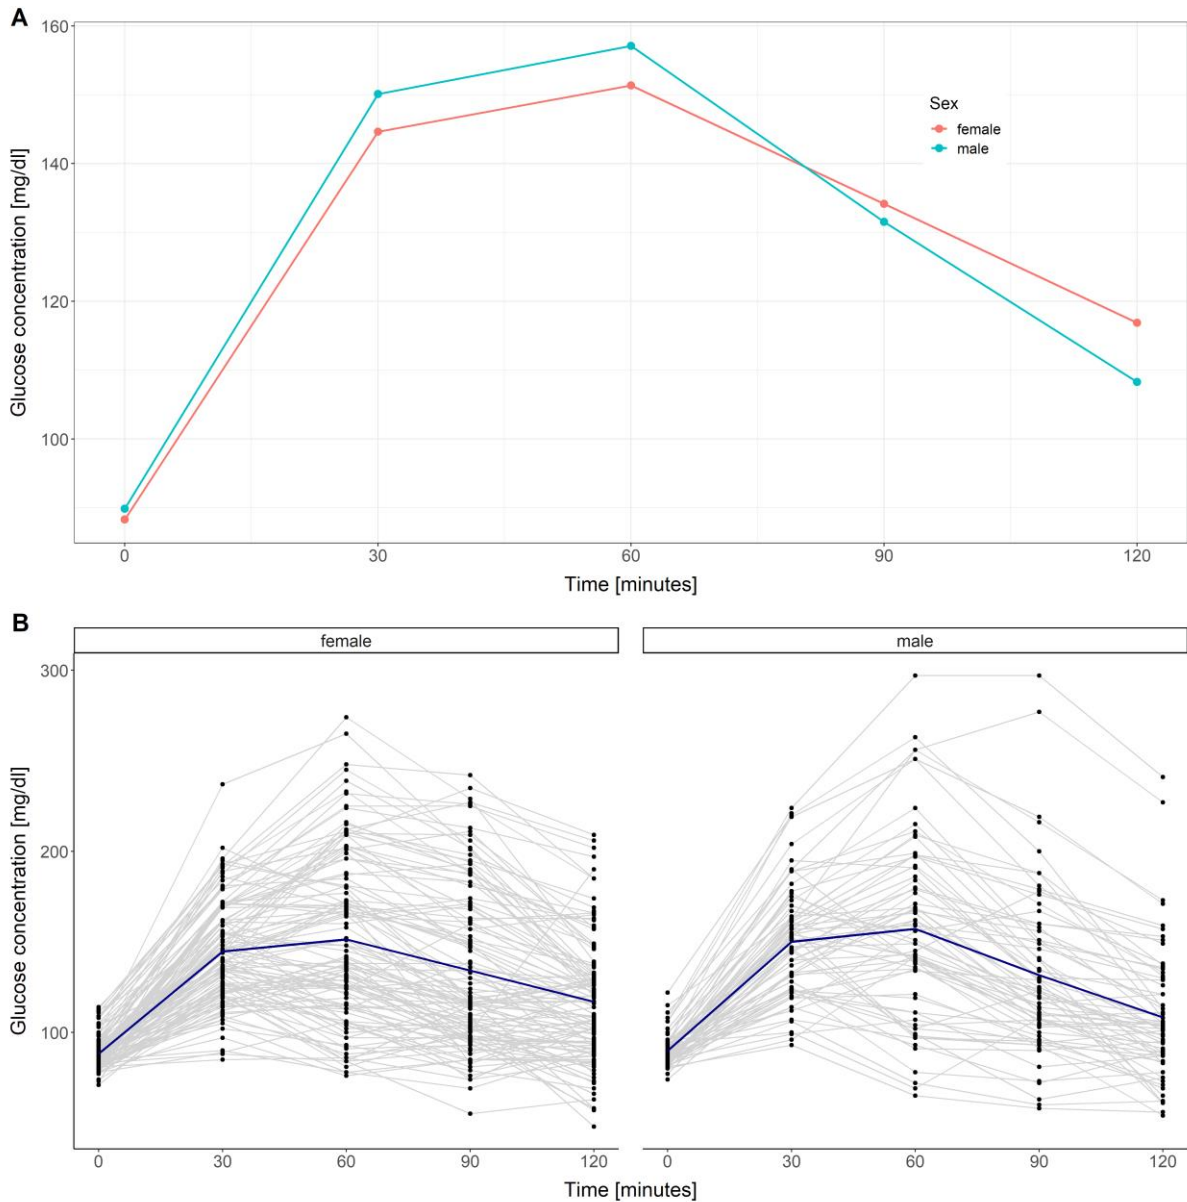 A
160
140
120
100
Glucose concentration [mg/dl]
Sex
female
male
0 30 60 90 120
Time [minutes]
B
female male
300
200
100
Glucose concentration [mg/dl]
0 30 60 90 120 0 30 60 90 120
Time [minutes]